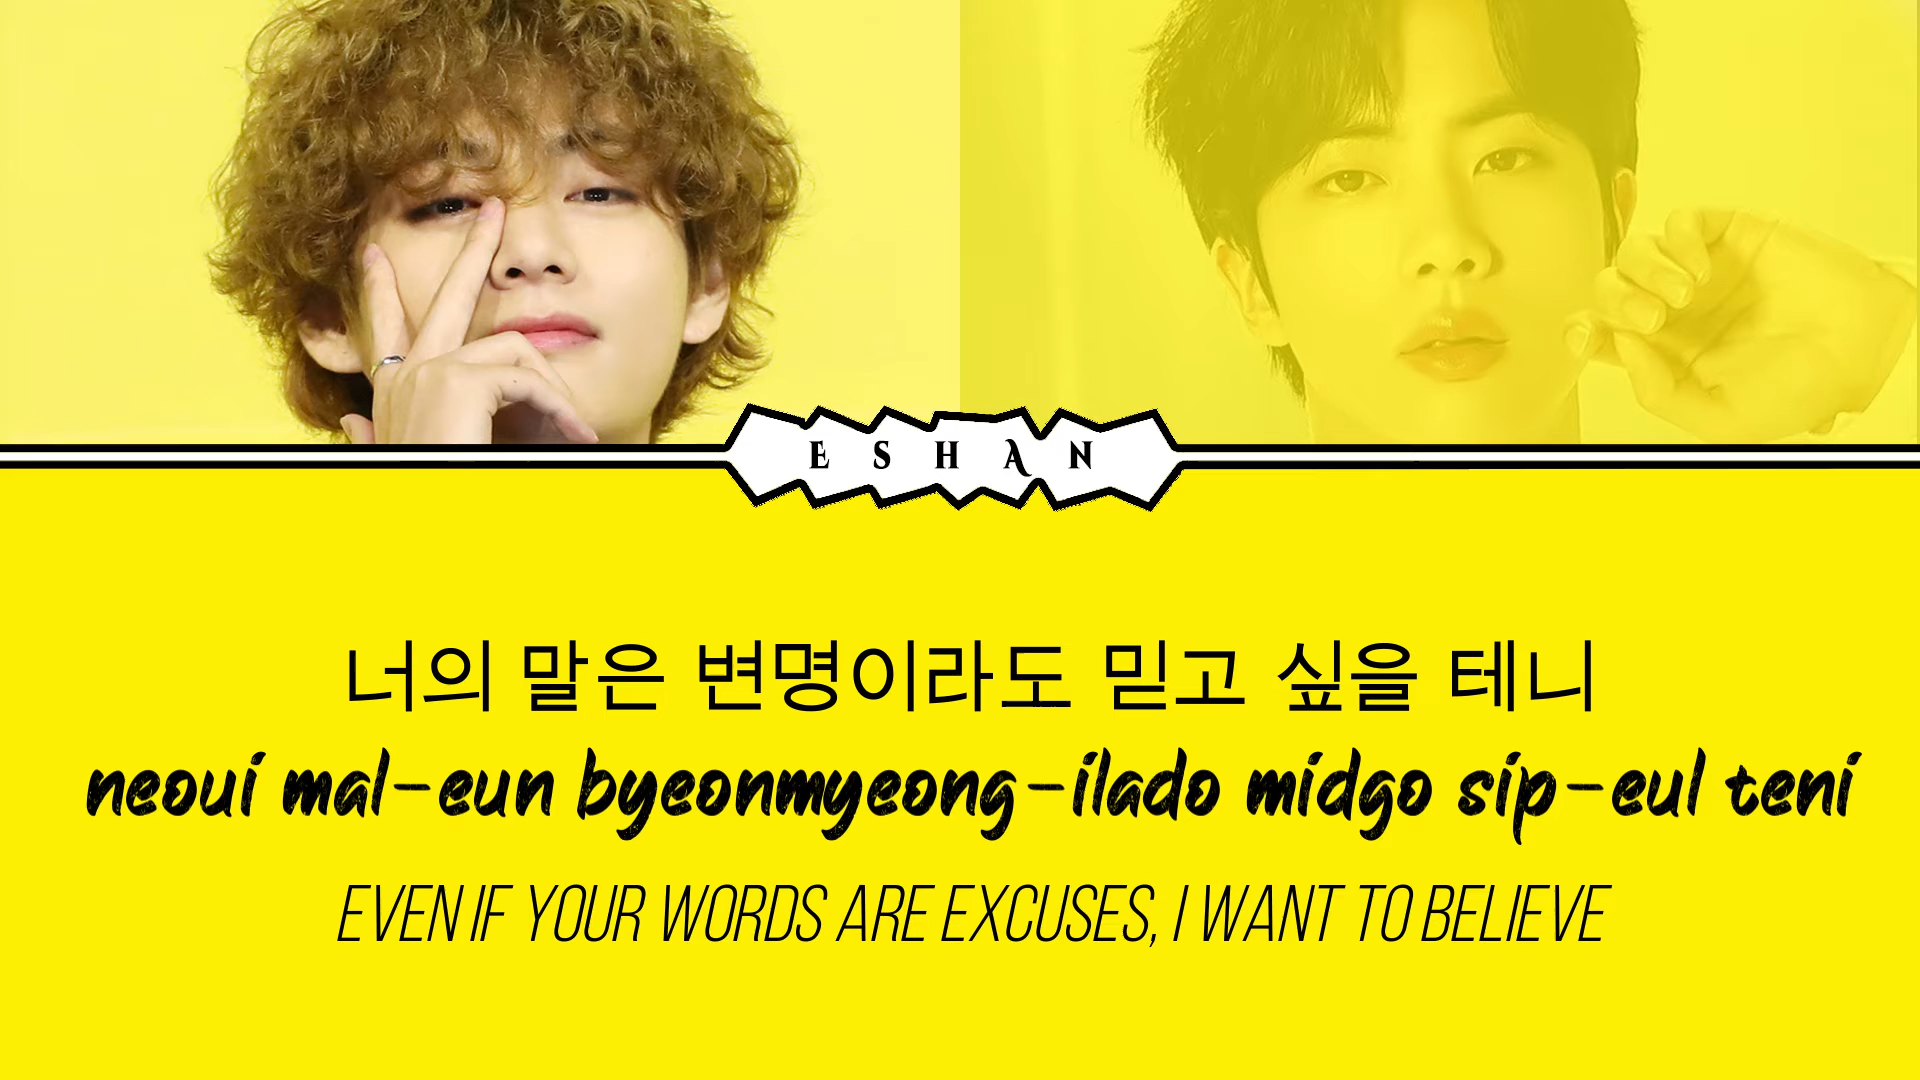 E S H A N
너의 말은 변명이라도 믿고 싶을 테니
neoui mal-eun byeonmyeong-ilado midgo sip-eul teni
EVEN IF YOUR WORDS ARE EXCUSES, I WANT TO BELIEVE